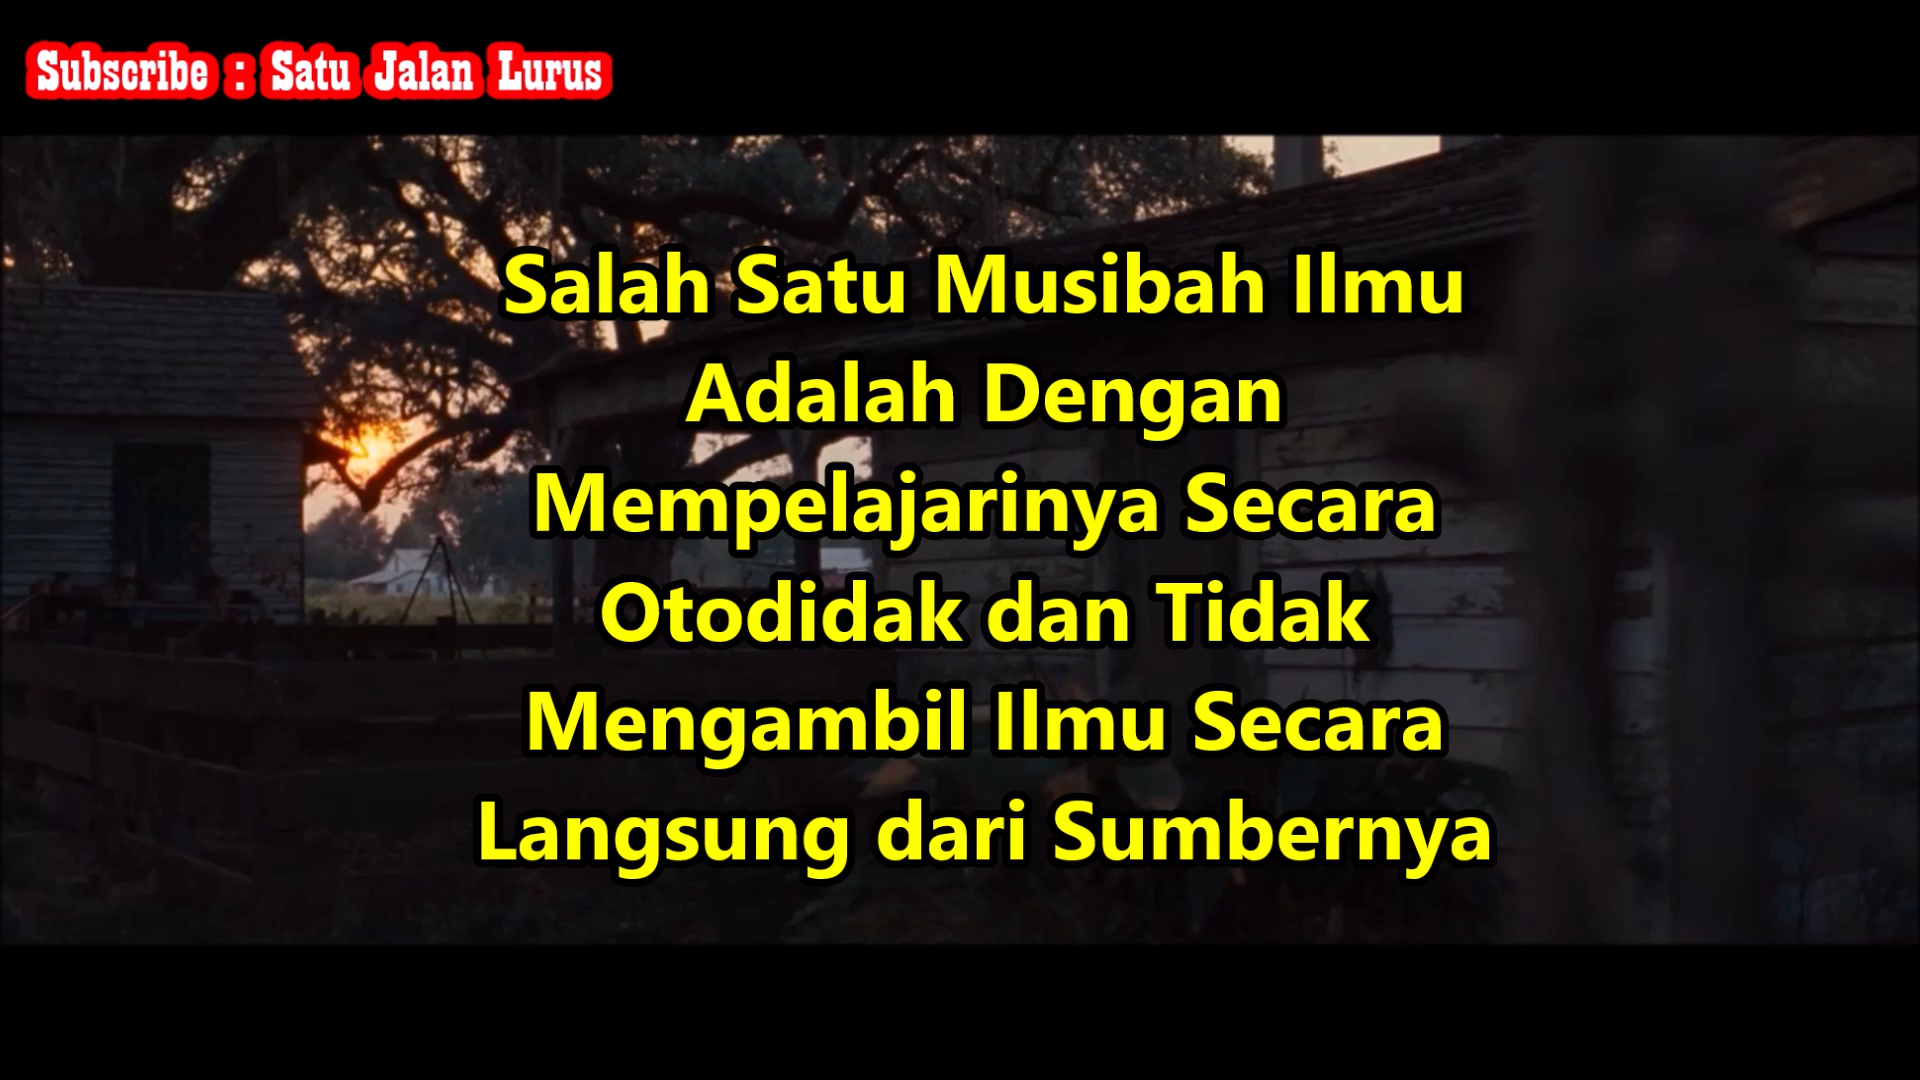 Subscribe : Satu Jalan Lurus
Salah Satu Musibah Ilmu
Adalah Dengan
Mempelajarinya Secara
Otodidak dan Tidak
Mengambil Ilmu Secara
Langsung dari Sumbernya